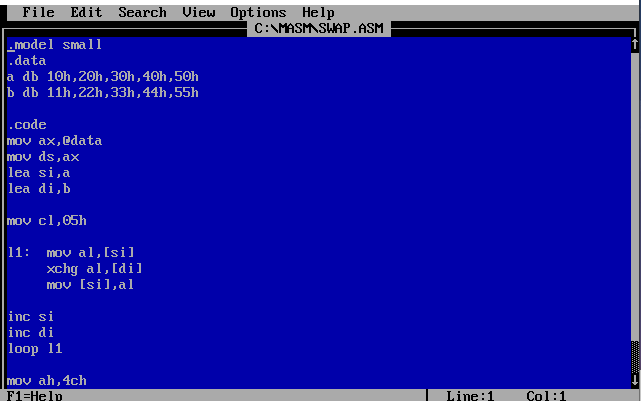 File Edit Search View Options Help
C:\MASM\SWAP.ASM
.model small
.data
a db 10h,20h,30h,40h,50h
b db 11h,22h,33h,44h,55h
.code
mov ax,@data
mov ds,ax
lea si,a
lea di,b
mov cl,05h
l1:  mov al,[si]
xchg al,[di]
mov [si],al
inc si
inc di
loop l1
mov ah,4ch
F1=Help Line:1 Col:1